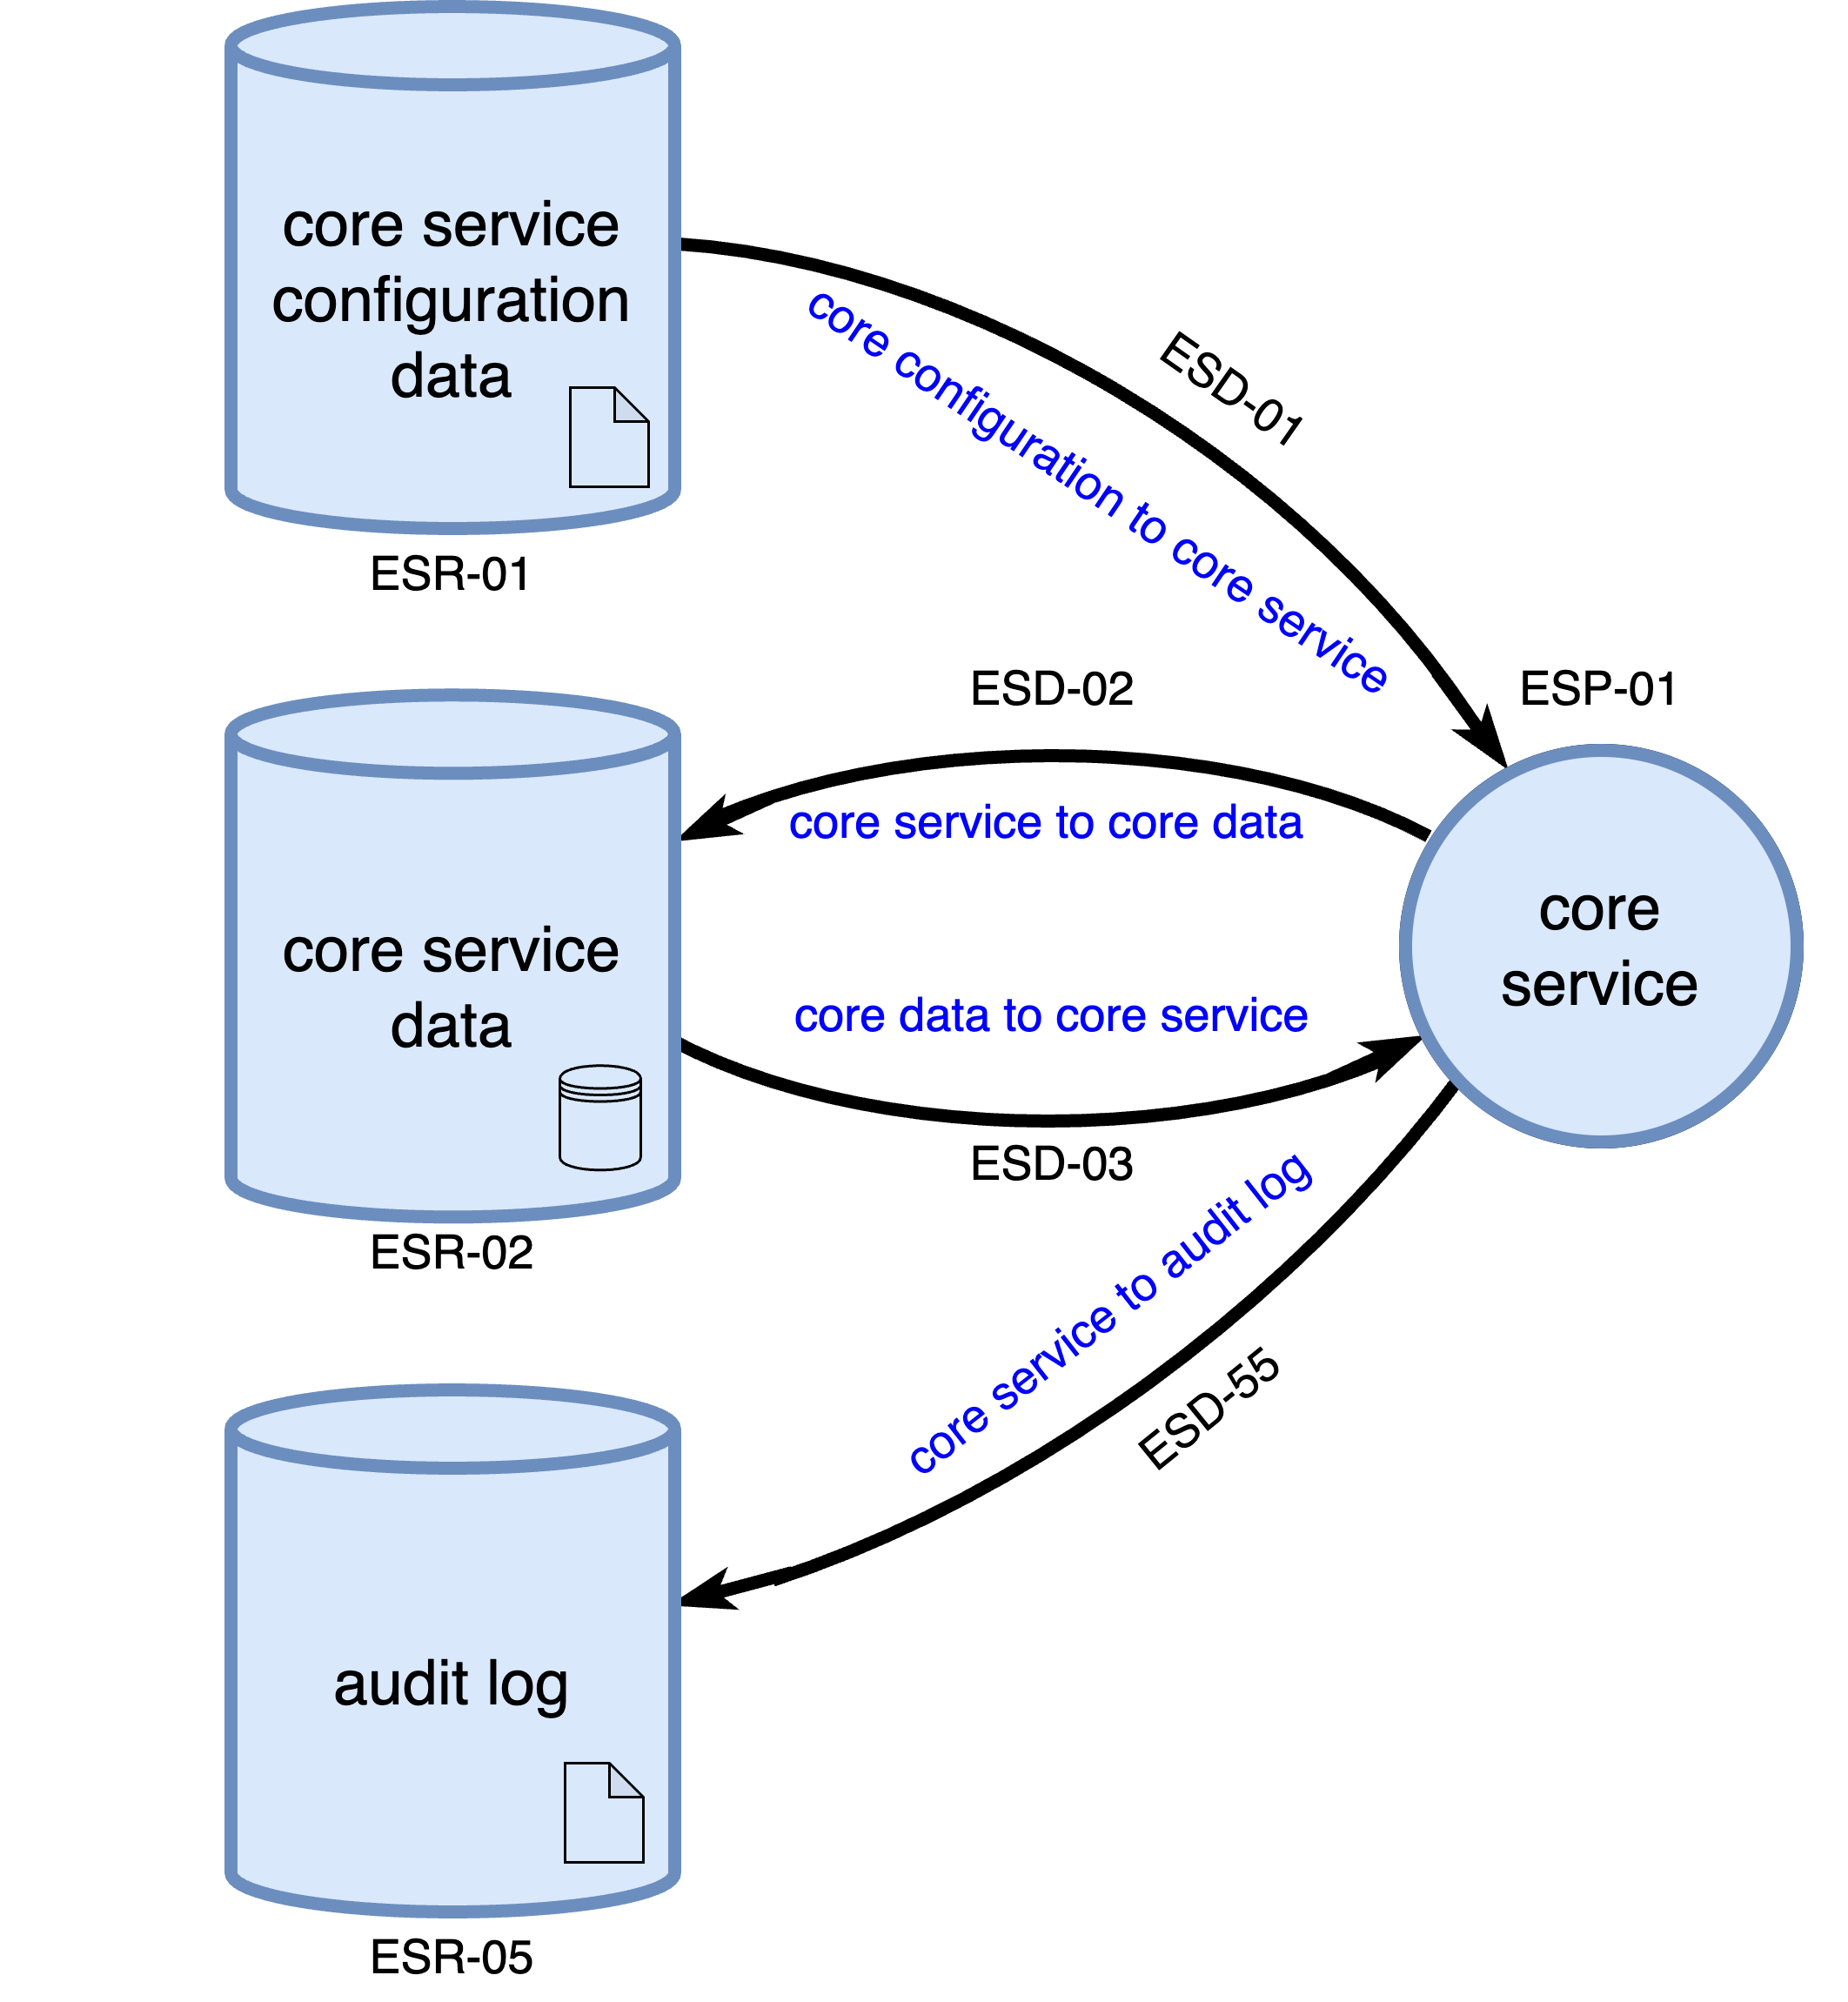 core service
configuration
data
ESR-01
ESD-01
core configuration to core service
ESD-02
ESP-01
core service to core data
core service
data
core
service
core data to core service
ESD-03
ESR-02
core service to audit log
ESD-55
audit log
ESR-05